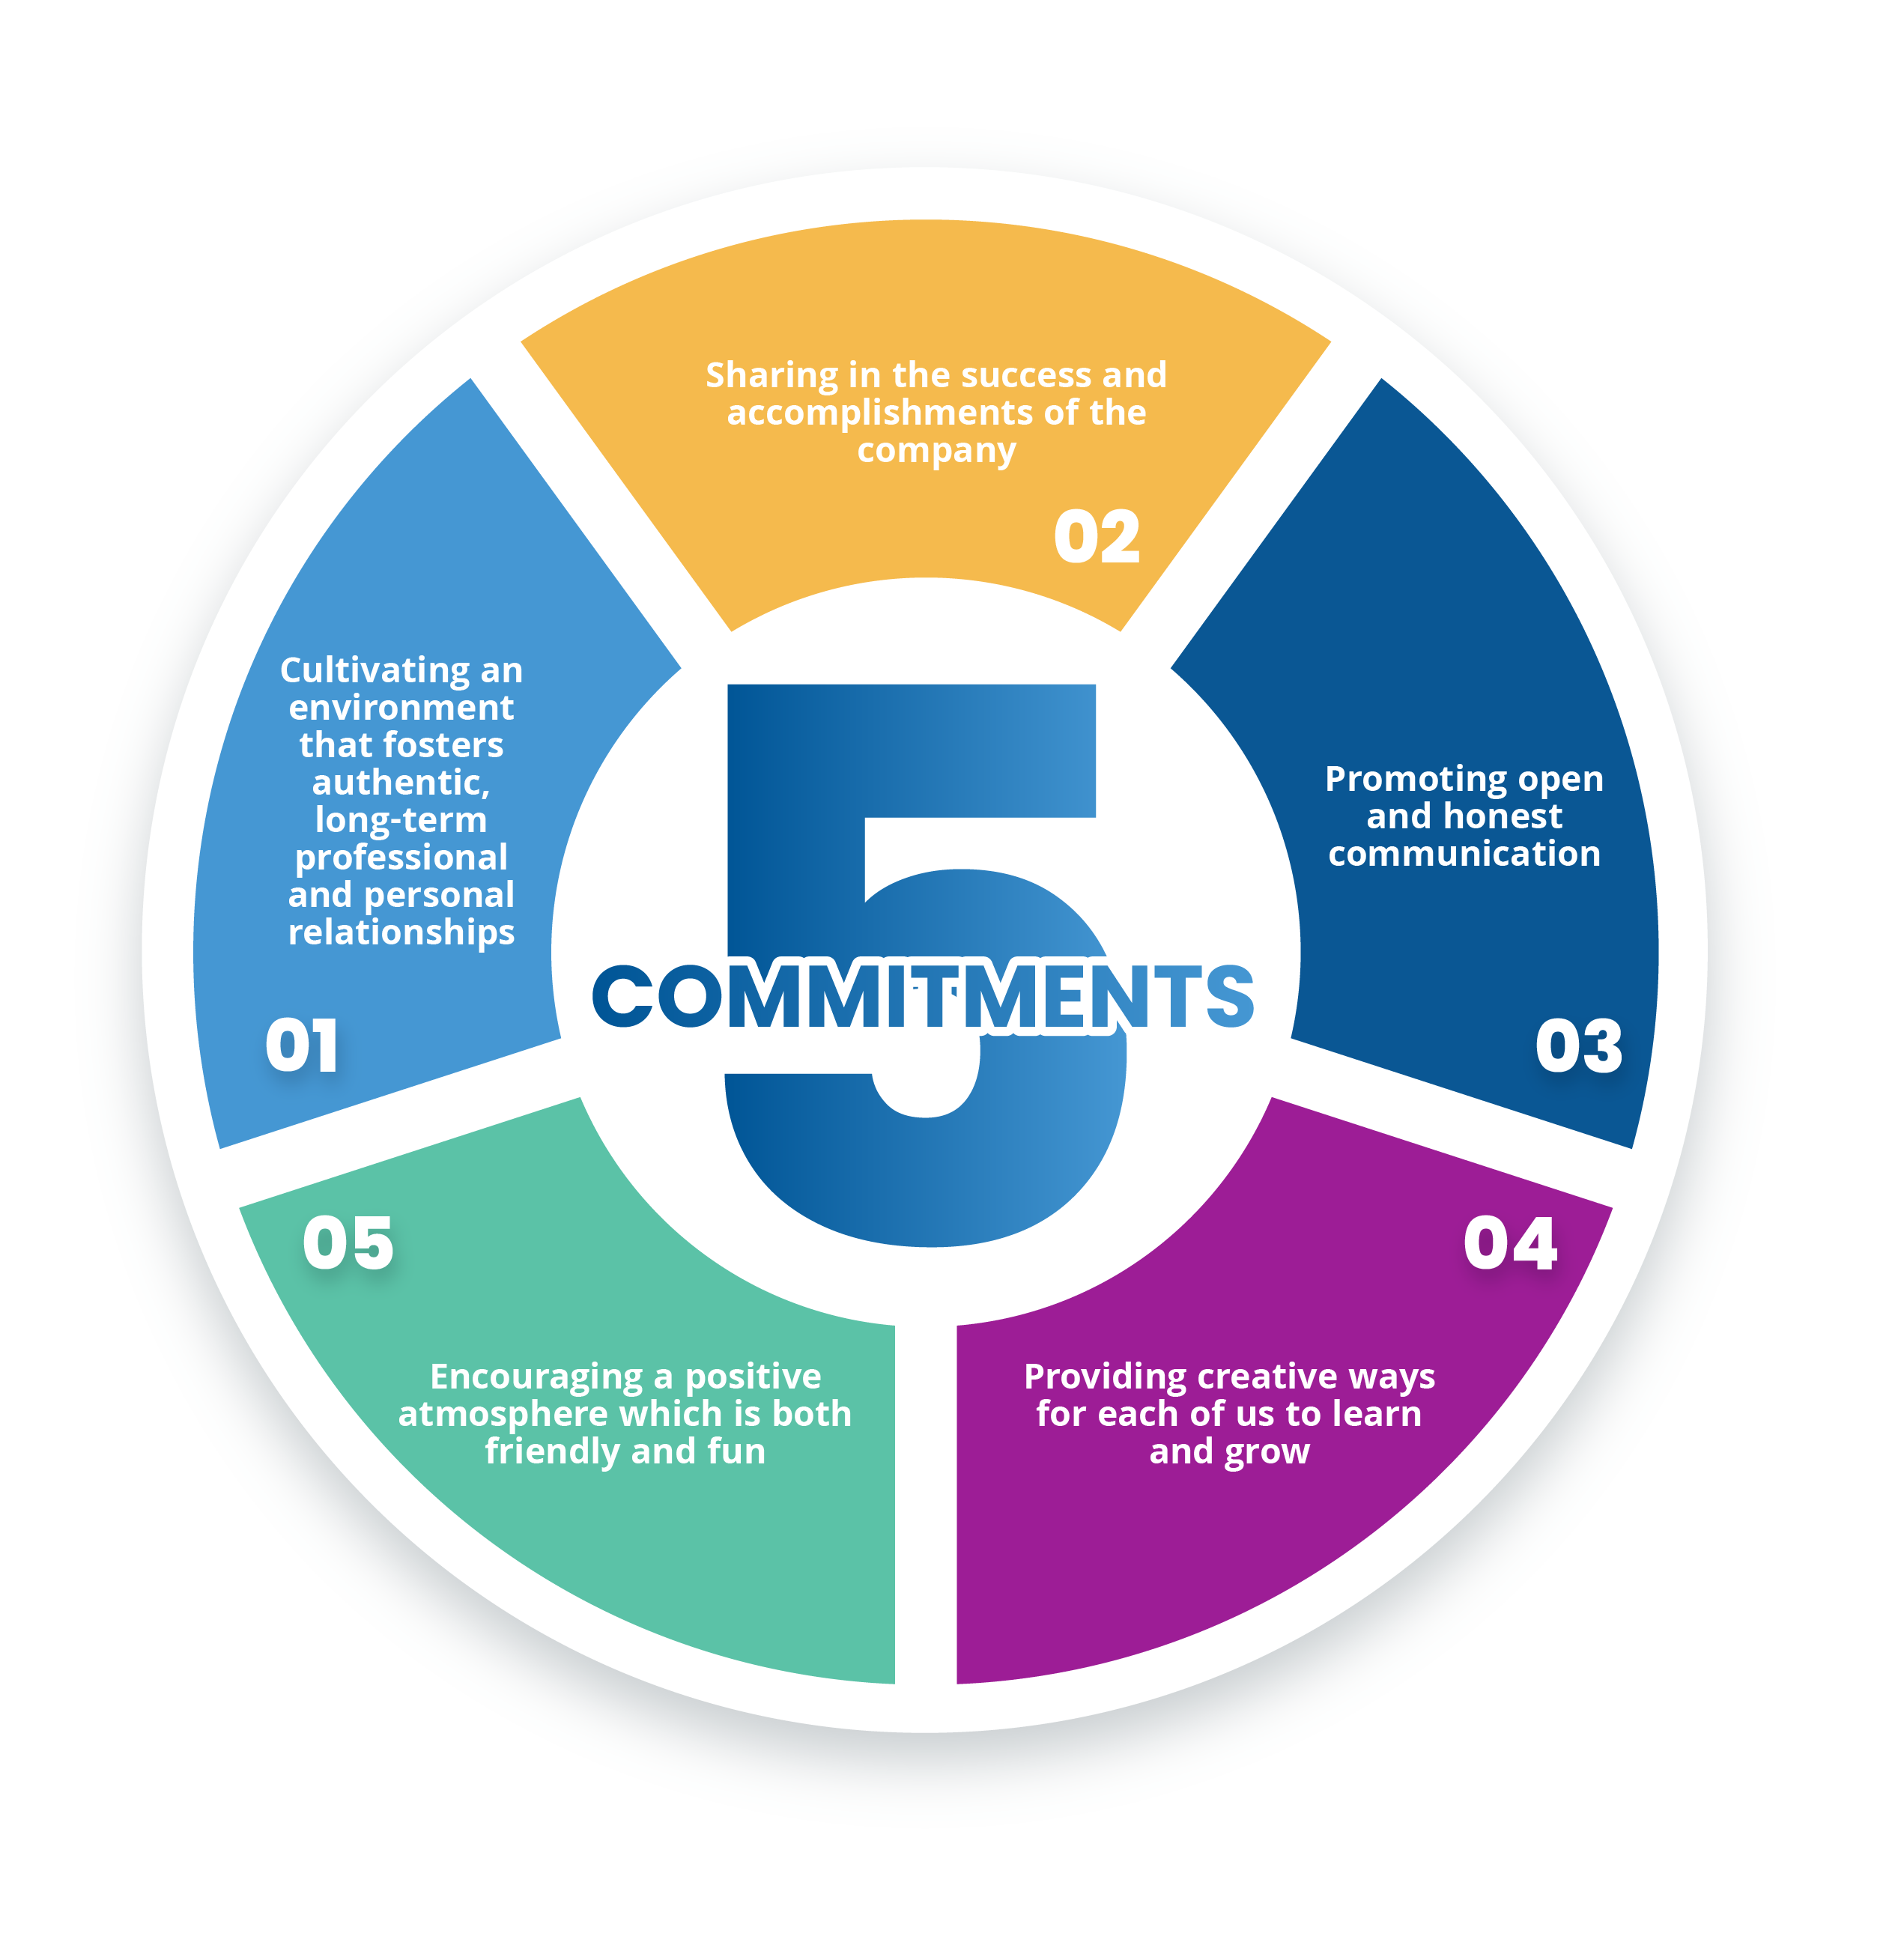 5
COMMITMENTS
Cultivating an
environment
that fosters
authentic,
long-term
professional
and personal
relationships
01
Sharing in the success and
accomplishments of the
company
02
Promoting open
and honest
communication
03
04
Providing creative ways
for each of us to learn
and grow
05
Encouraging a positive
atmosphere which is both
friendly and fun